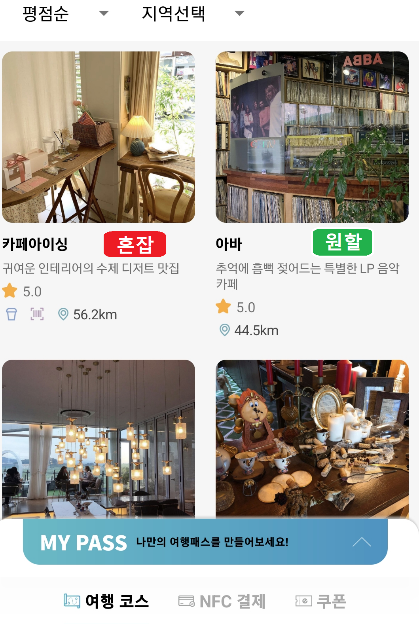 평점순 지역선택
ABBA
카페아이싱 혼잡
귀여운 인테리어의 수제 디저트 맛집
5.0
56.2km
아바 원할
추억에 흠뻑 젖어드는 특별한 LP 음악
카페
5.0
44.5km
MY PASS 나만의 여행패스를 만들어보세요!
여행 코스 NFC 결제 쿠폰